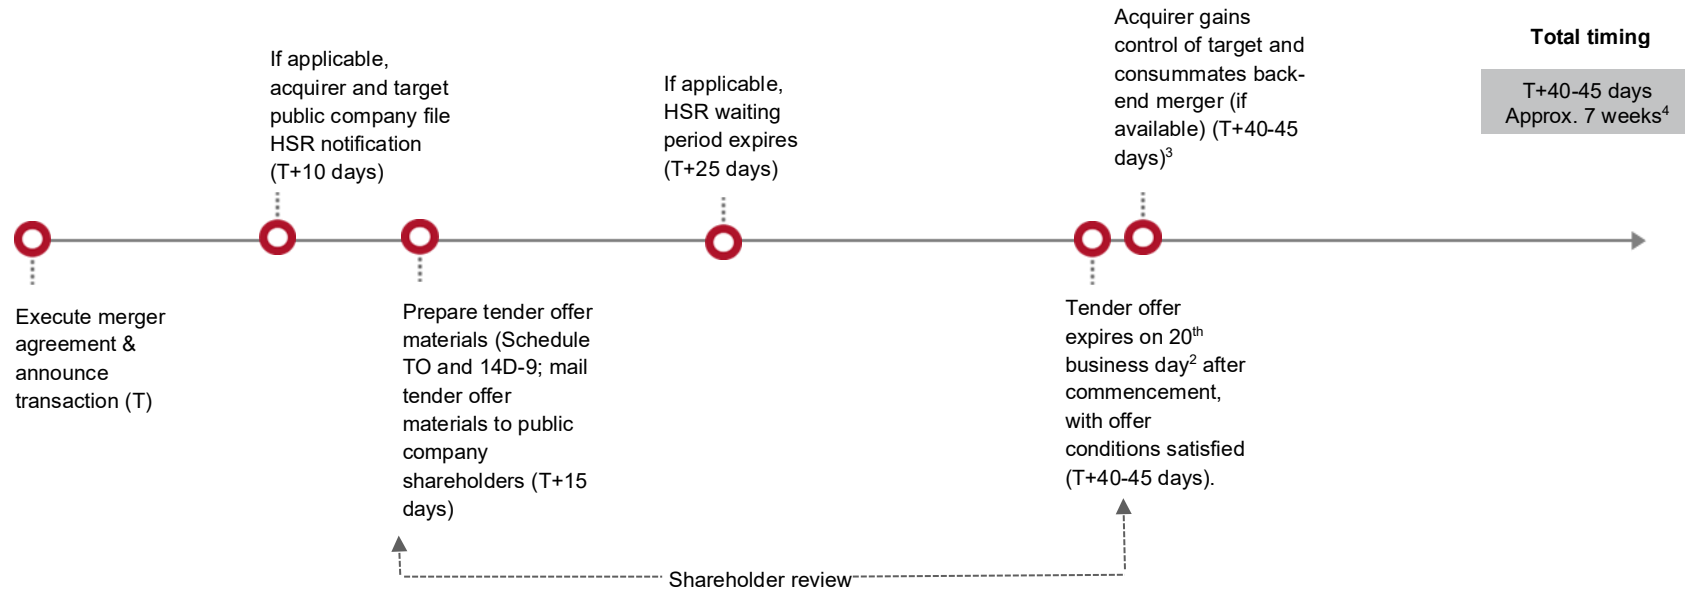 Execute merger
agreement &
announce
transaction (T)
If applicable,
acquirer and target
public company file
HSR notification
(T+10 days)
Prepare tender offer
materials (Schedule
TO and 14D-9; mail
tender offer
materials to public
company
shareholders (T+15
days)
If applicable,
HSR waiting
period expires
(T+25 days)
Tender offer
expires on 20th
business day2 after
commencement,
with offer
conditions satisfied
(T+40-45 days).
Acquirer gains
control of target and
consummates back-
end merger (if
available) (T+40-45
days)3
Shareholder review
Total timing
T+40-45 days
Approx. 7 weeks4